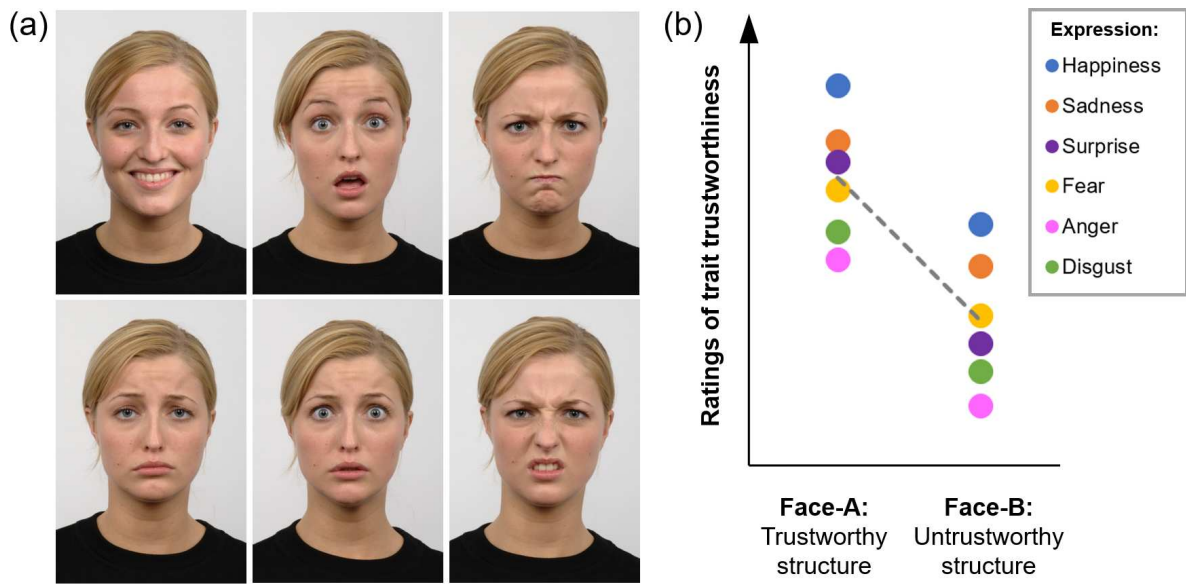 (a)
(b)
Ratings of trait trustworthiness
Expression:
Happiness
Sadness
Surprise
Fear
Anger
Disgust
Face-A:
Trustworthy
structure
Face-B:
Untrustworthy
structure